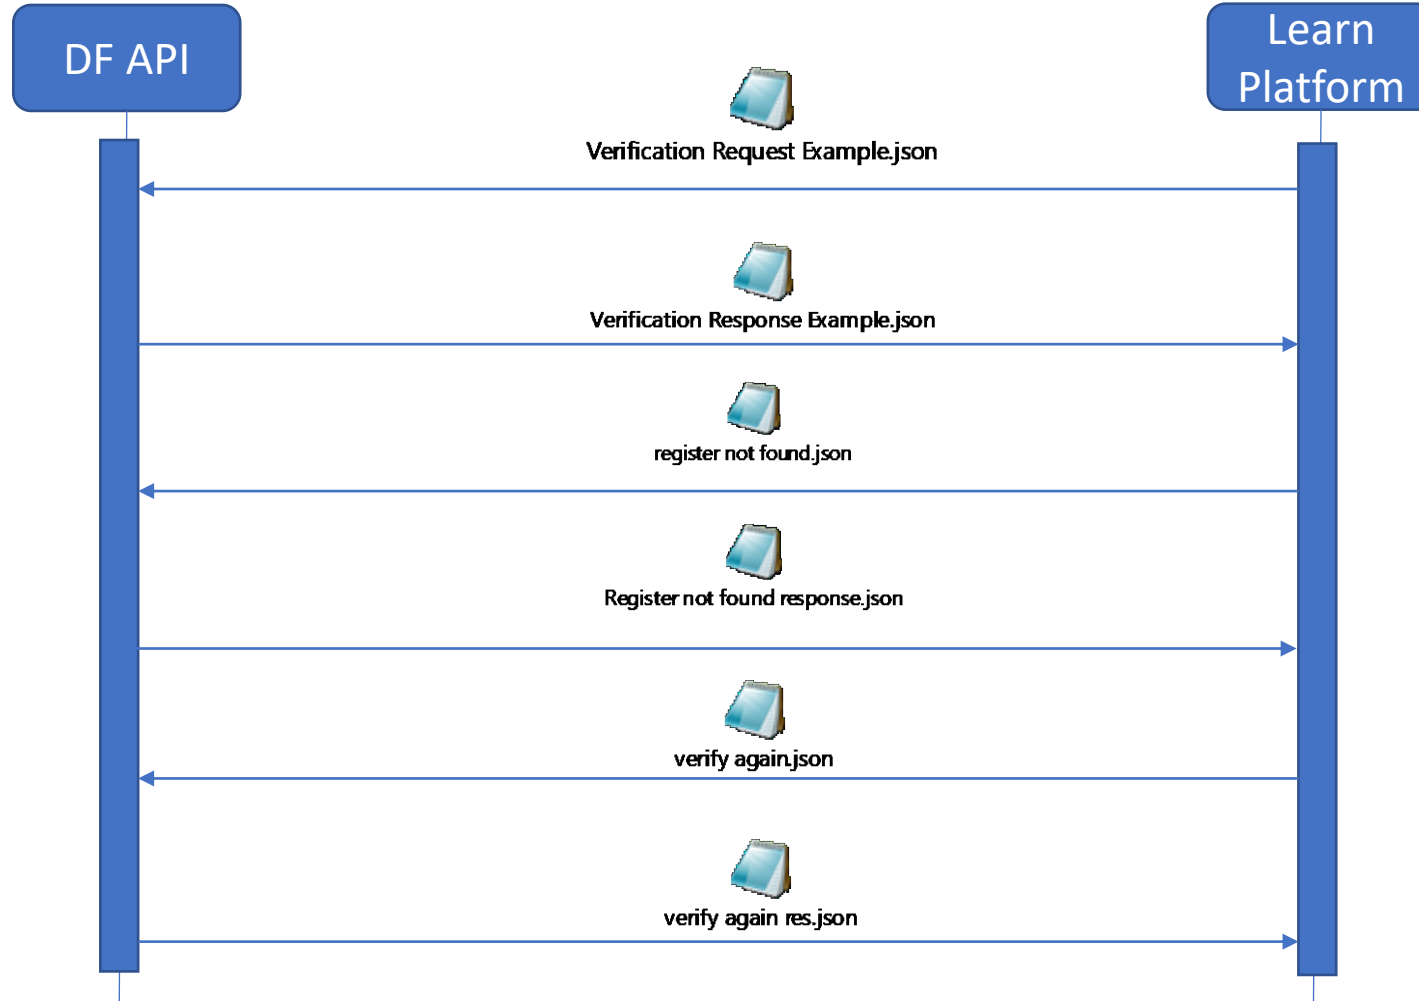 DF API
Learn
Platform
Verification Request Example.json
Verification Response Example.json
register not found.json
Register not found response.json
verify again.json
verify again res.json